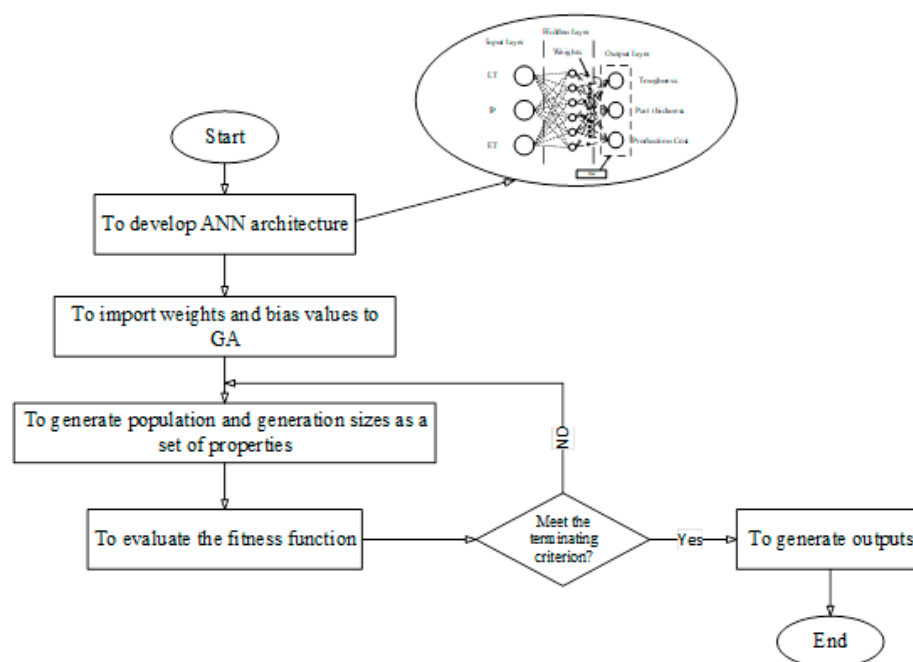 Hidden layer
Input layer
Output layer
Weights
Toughness
Part thickness
Production Cost
ET
Start
To develop ANN architecture
To import weights and bias values to
GA
To generate population and generation sizes as a
set of properties
NO
To evaluate the fitness function
Meet the
terminating
criterion?
Yes
To generate outputs
End